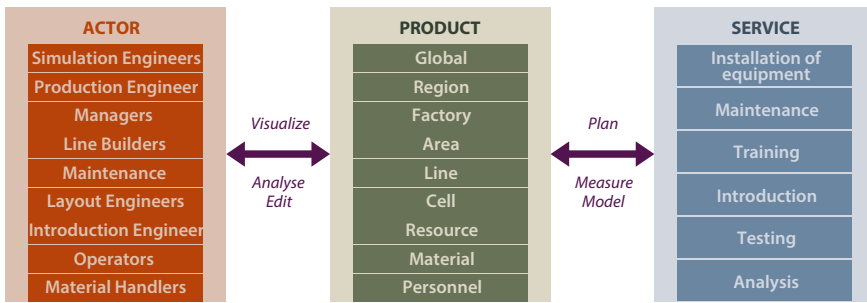 ACTOR
Simulation Engineers
Production Engineer
Managers
Line Builders
Maintenance
Layout Engineers
Introduction Engineer
Operators
Material Handlers
Visualize
Analyse
Edit
PRODUCT
Global
Region
Factory
Area
Line
Cell
Resource
Material
Personnel
Plan
Measure
Model
SERVICE
Installation of
equipment
Maintenance
Training
Introduction
Testing
Analysis